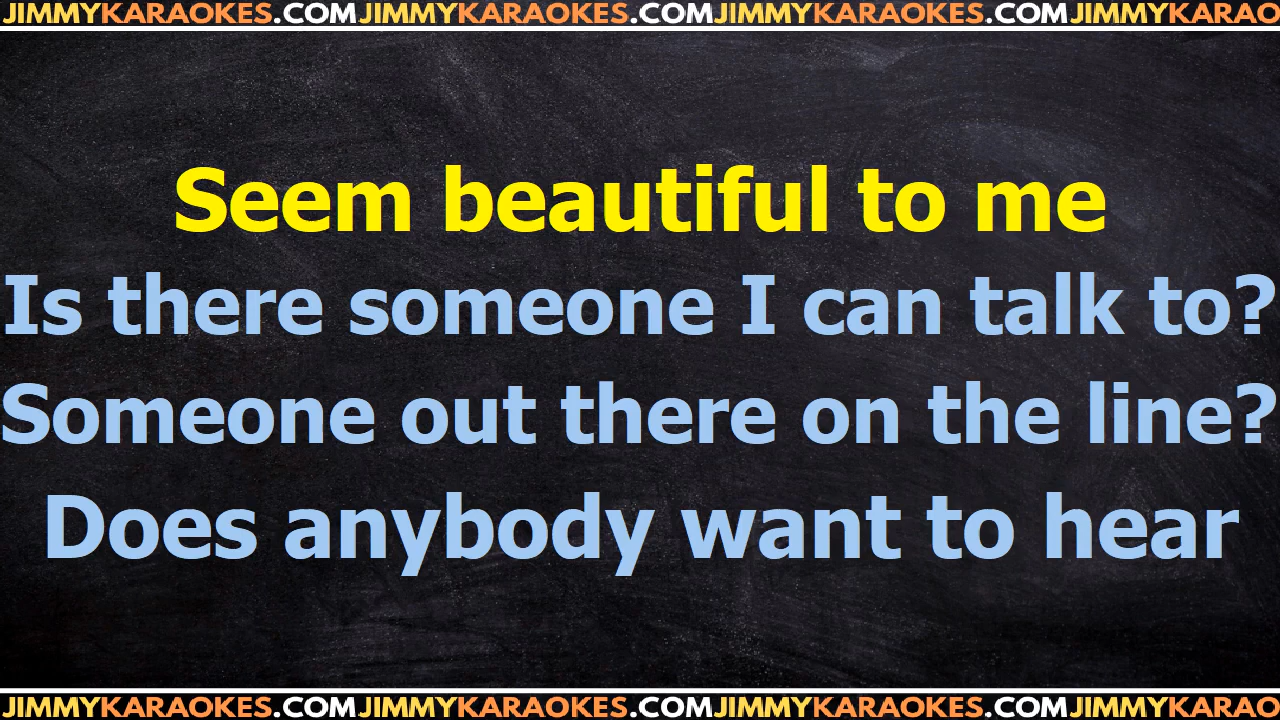 JIMMYKARAOKES.COMJIMMYKARAOKES.COMJIMMYKARAOKES.COMJIMMYKARAO
Seem beautiful to me
Is there someone I can talk to?
Someone out there on the line?
Does anybody want to hear
JIMMYKARAOKES.COMJIMMYKARAOKES.COMJIMMYKARAOKES.COMJIMMYKARAO